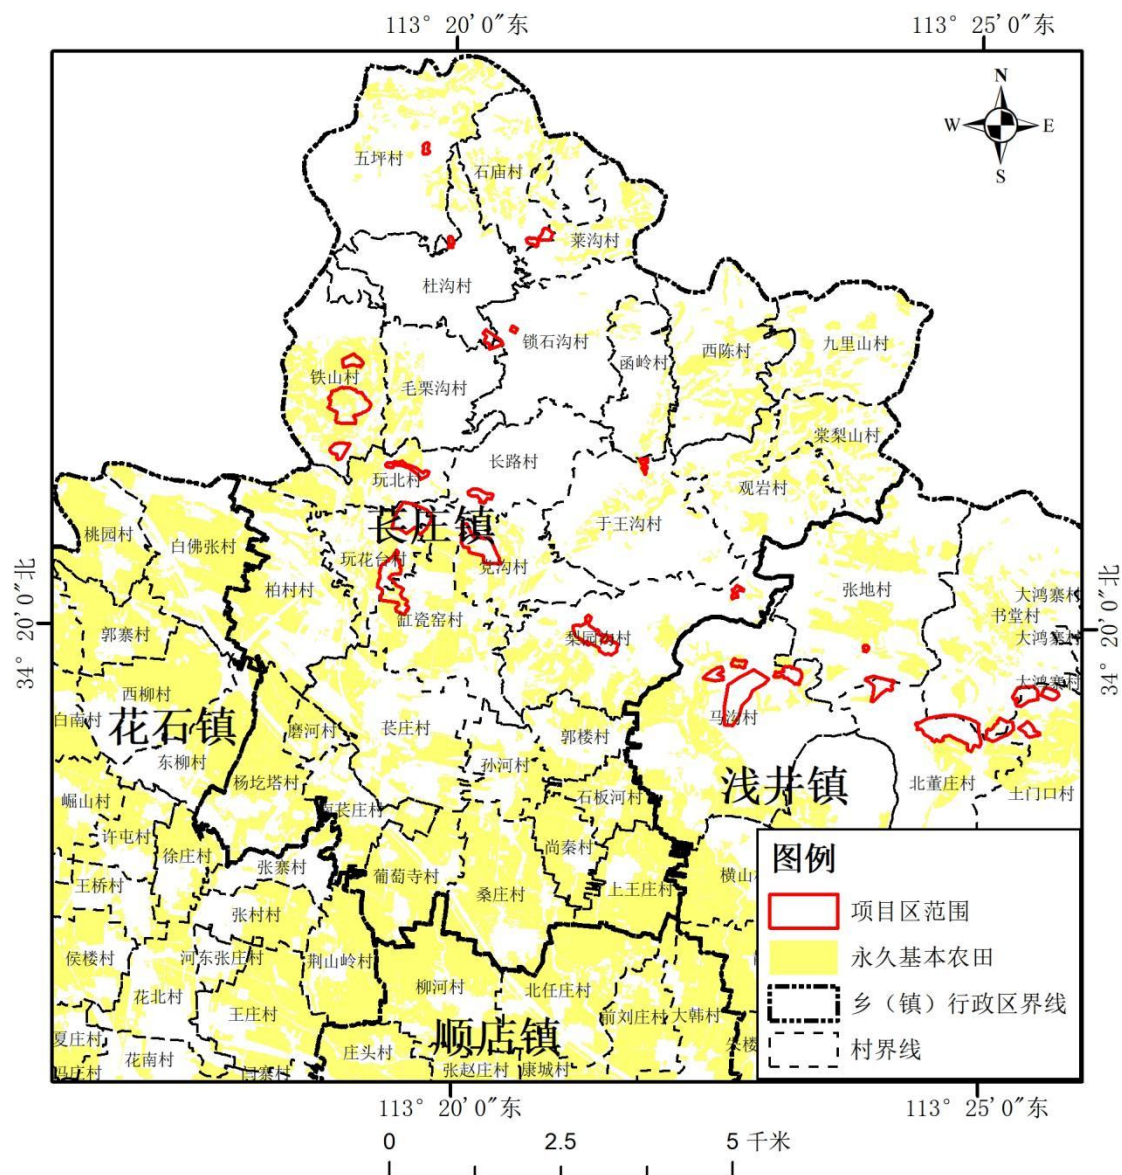 113° 20′0″东
113° 25′0″东
N
W
E
S
五坪村
石庙村
莱沟村
杜沟村
锁石沟村
函岭村
西陈村
九里山村
铁山村
毛栗沟村
棠梨山村
长路村
玩北村
观岩村
于王沟村
苌庄镇
桃园村
白佛张村
玩花台村
兑沟村
柏村村
张地村
大鸿寨村
书堂村
34° 20′0″北
34° 20′0″北
缸瓷窑村
梨园沟村
大鸿寨村
郭寨村
西柳村
大鸿寨村
白南村
花石镇
磨河村
苌庄村
郭楼村
马沟村
东柳村
孙河村
杨圪塔村
浅井镇
北董庄村
土门口村
崛山村
石板河村
苌庄村
许屯村
徐庄村
尚秦村
张寨村
葡萄寺村
王桥村
上王庄村
横山
桑庄村
张村村
侯楼村
河东张庄村
荆山岭村
花北村
柳河村
北任庄村
王庄村
前刘庄村
大韩村
夏庄村
花南村
庄头村
顺店镇
张赵庄村
康城村
冯庄村
闫寨村
图例
项目区范围
永久基本农田
乡（镇）行政区界线
村界线
113° 20′0″东
113° 25′0″东
0
2.5
5 千米